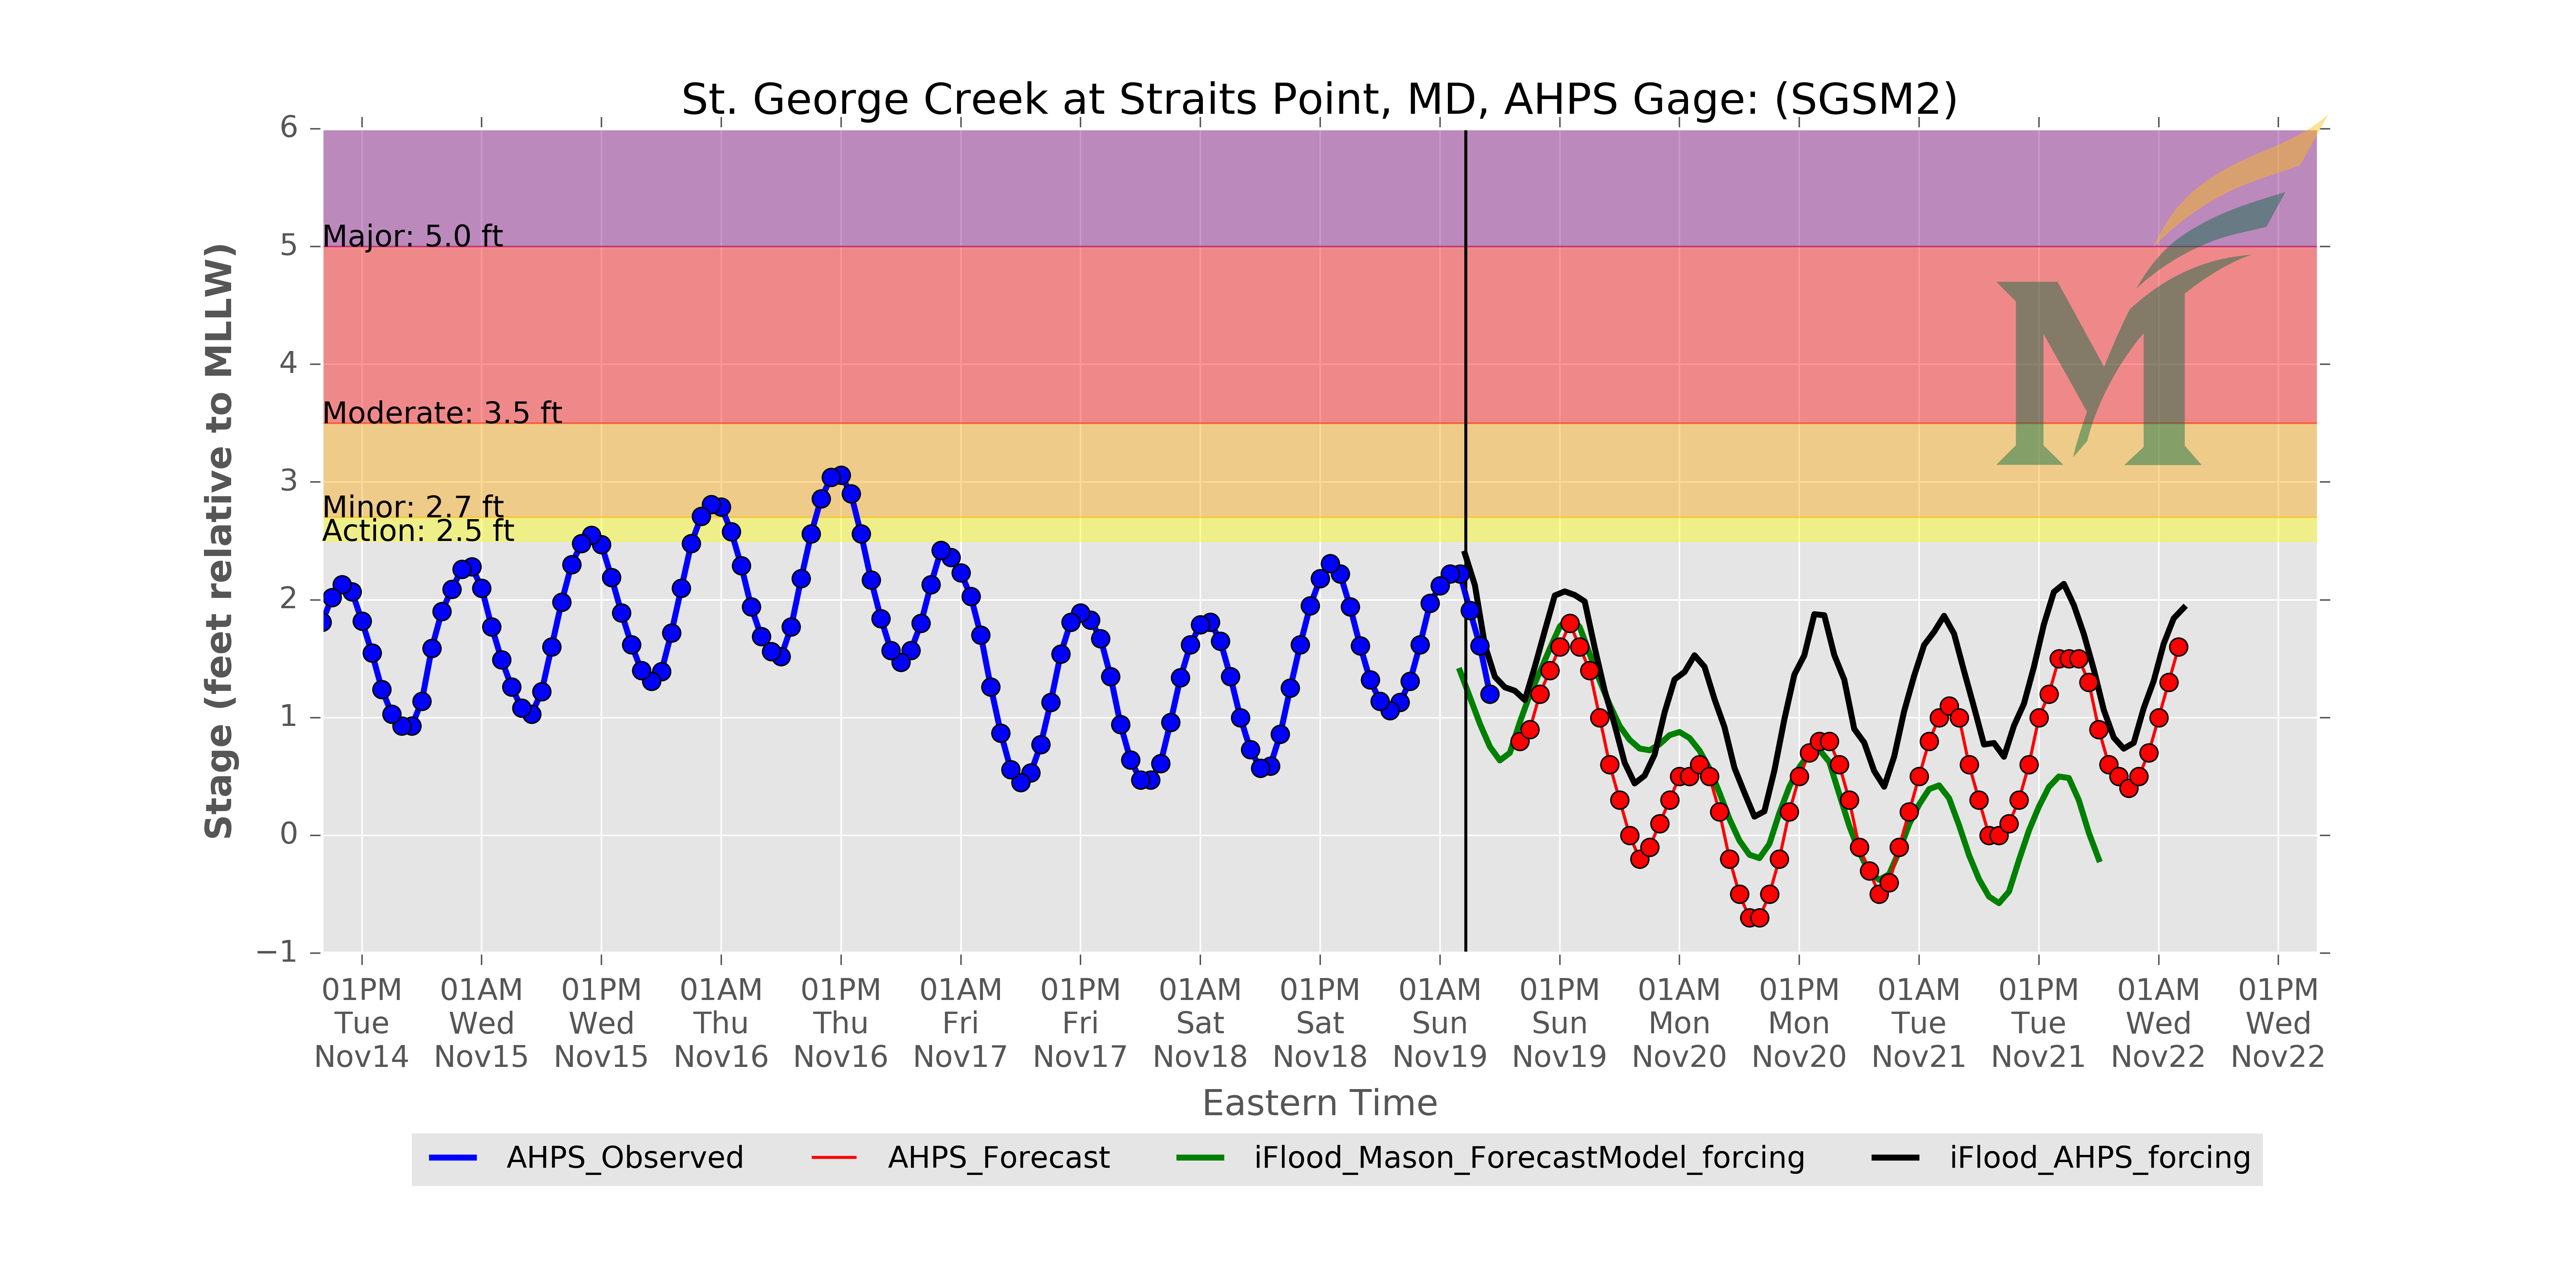 St. George Creek at Straits Point, MD, AHPS Gage: (SGSM2)
6
5
4
3
2
1
0
−1
Stage (feet relative to MLLW)
Major: 5.0 ft
Moderate: 3.5 ft
Minor: 2.7 ft
Action: 2.5 ft
M
01PM 01AM 01PM 01AM 01PM 01AM 01PM 01AM 01PM 01AM 01PM 01AM 01PM 01AM 01PM 01AM 01PM
Tue Wed Wed Thu Thu Fri Fri Sat Sat Sun Sun Mon Mon Tue Tue Wed Wed
Nov14 Nov15 Nov15 Nov16 Nov16 Nov17 Nov17 Nov18 Nov18 Nov19 Nov19 Nov20 Nov20 Nov21 Nov21 Nov22 Nov22
Eastern Time
AHPS_Observed AHPS_Forecast iFlood_Mason_ForecastModel_forcing iFlood_AHPS_forcing